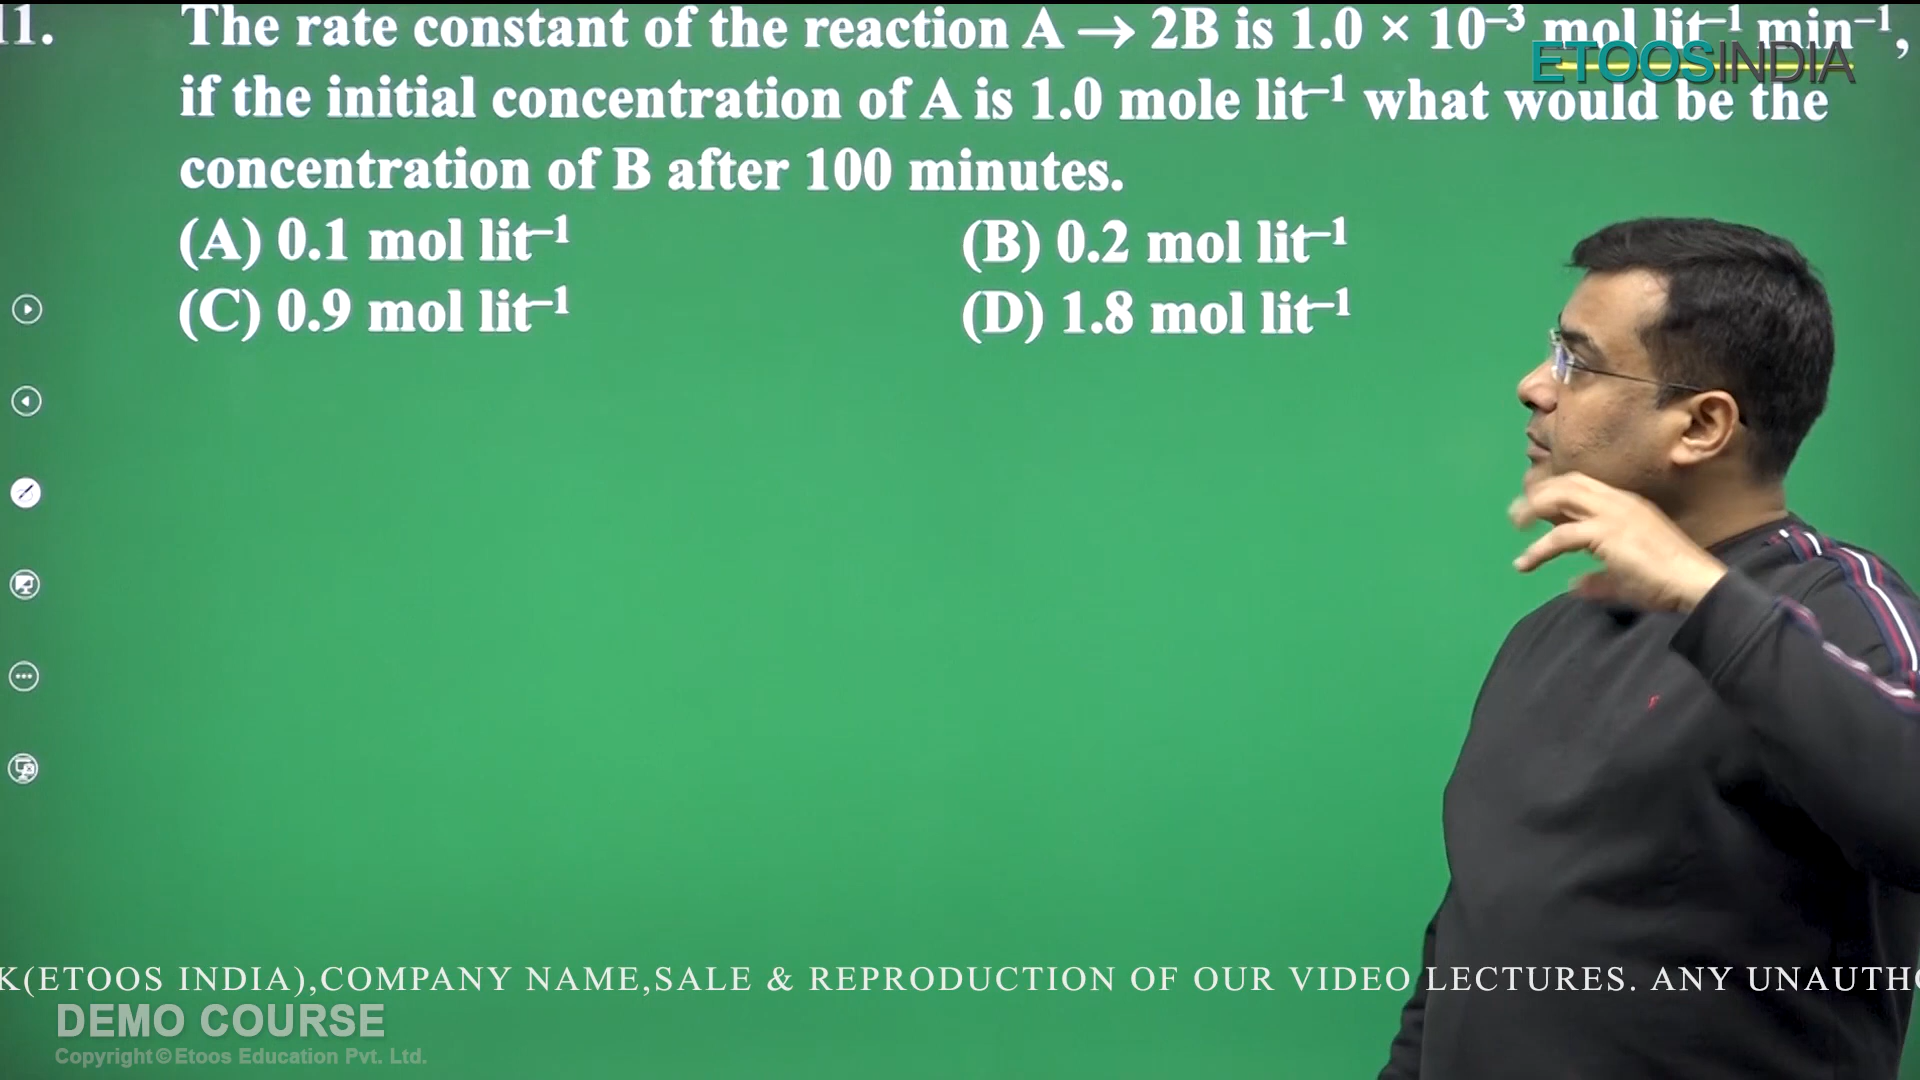 11. The rate constant of the reaction A → 2B is 1.0 × 10⁻³ mol lit⁻¹ min⁻¹,
ETOOSINDIA
if the initial concentration of A is 1.0 mole lit⁻¹ what would be the
concentration of B after 100 minutes.
(A) 0.1 mol lit⁻¹ (B) 0.2 mol lit⁻¹
(C) 0.9 mol lit⁻¹ (D) 1.8 mol lit⁻¹
K(ETOOS INDIA),COMPANY NAME,SALE & REPRODUCTION OF OUR VIDEO LECTURES. ANY UNAUTH
DEMO COURSE
Copyright © Etoos Education Pvt. Ltd.